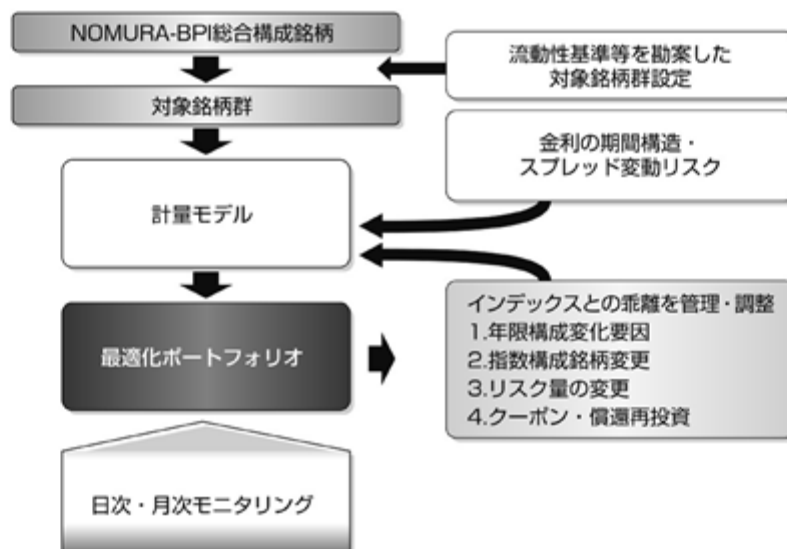 NOMURA-BPI総合構成銘柄
流動性基準等を勘案した
対象銘柄群設定
対象銘柄群
金利の期間構造・
スプレッド変動リスク
計量モデル
インデックスとの乖離を管理・調整
1.年限構成変化要因
2.指数構成銘柄変更
3.リスク量の変更
4.クーポン・償還再投資
最適化ポートフォリオ
日次・月次モニタリング